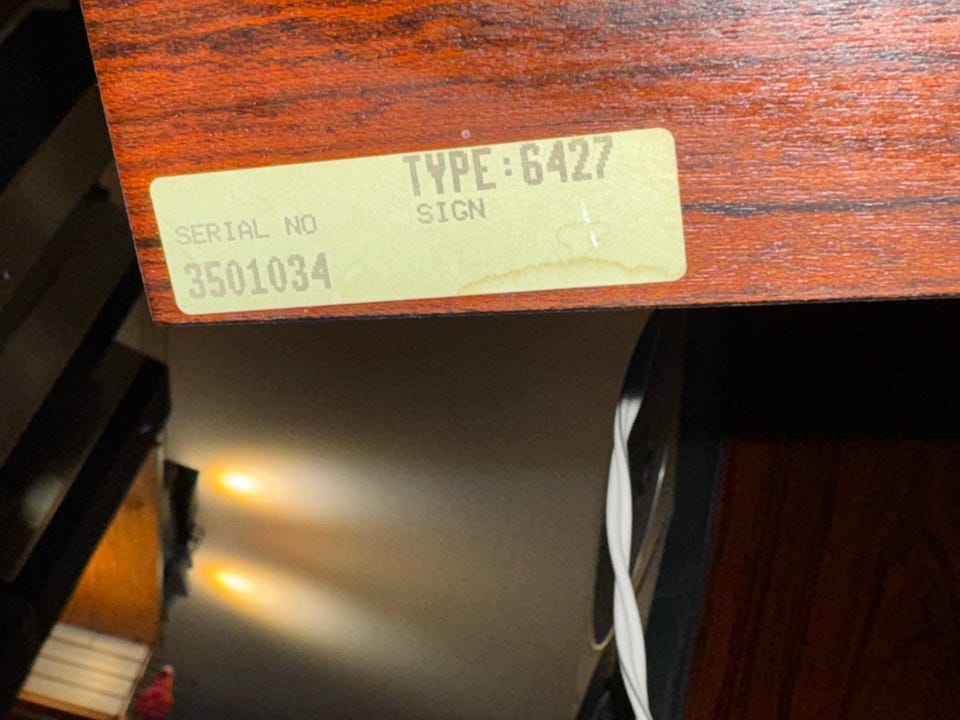 TYPE: 6427
SIGN
SERIAL NO
3501034